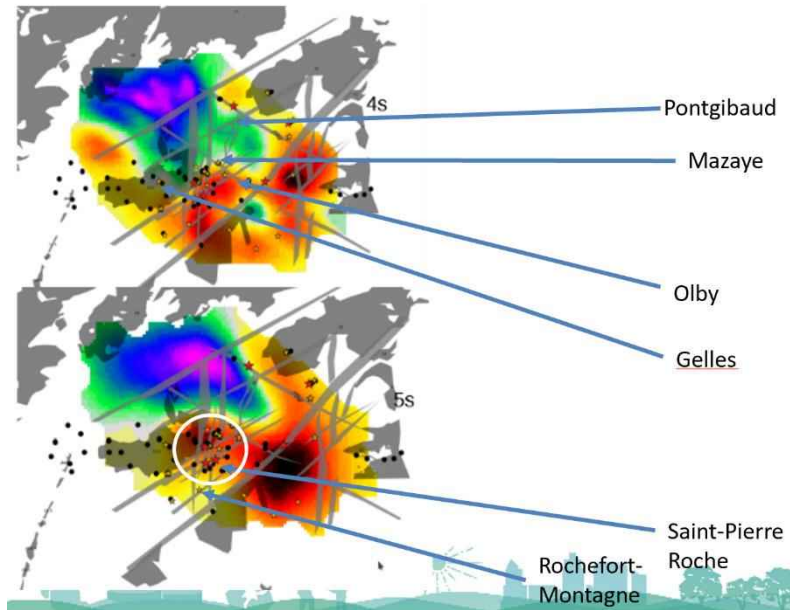 4s
Pontgibaud
Mazaye
Olby
Gelles
5s
Saint-Pierre
Roche
Rochefort-
Montagne